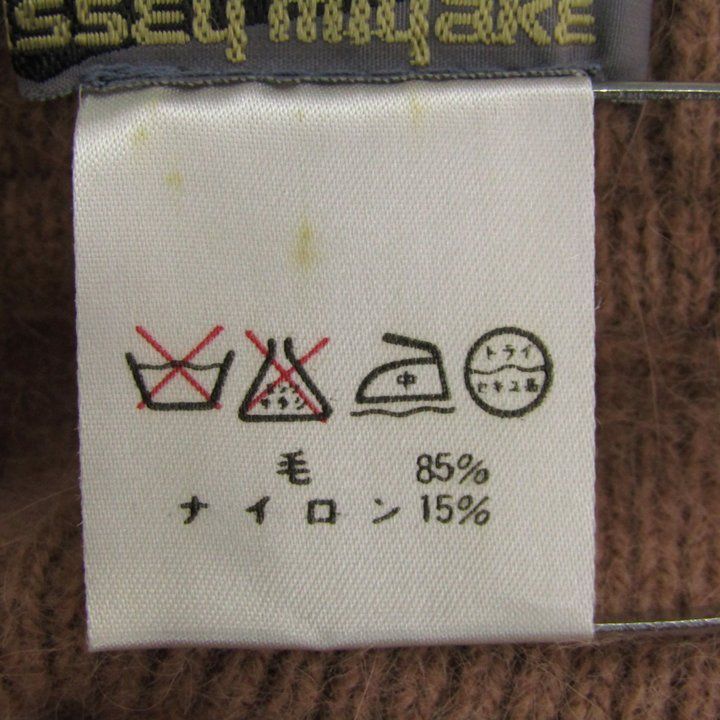 ssey miyake
中
ドライ
セキユ系
毛 85%
ナイロン 15%